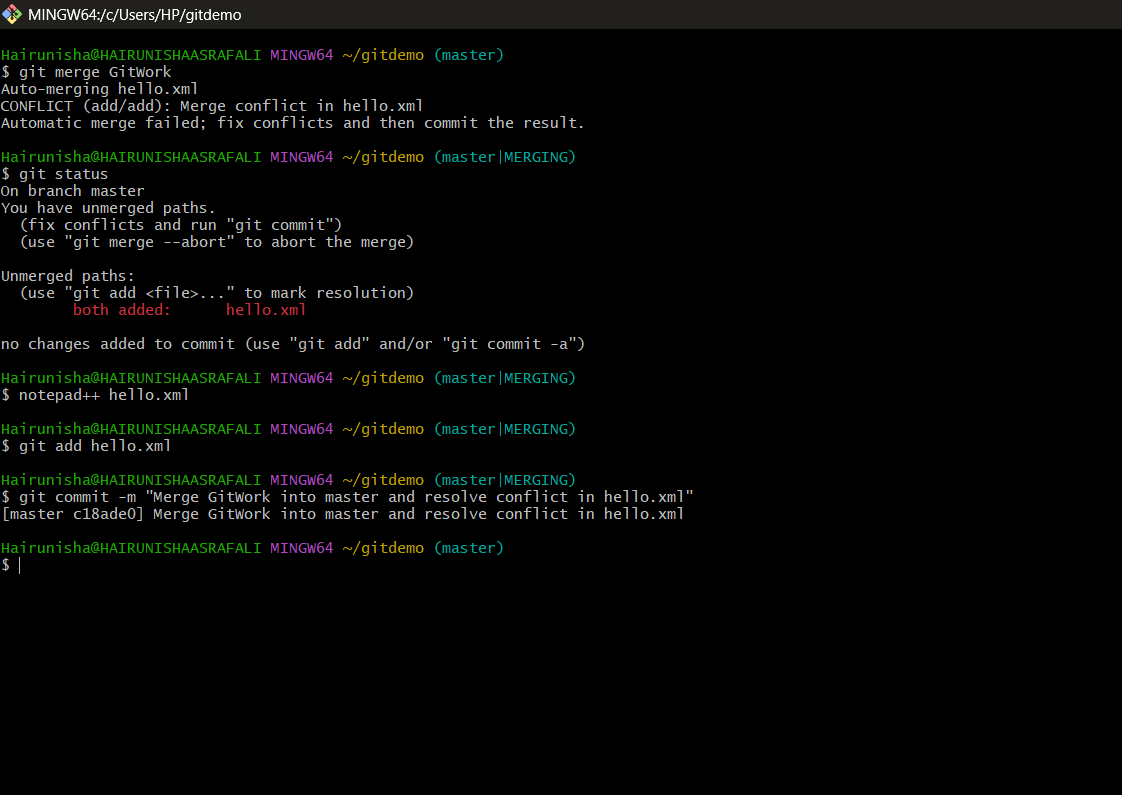 MINGW64:/c/Users/HP/gitdemo
Hairunisha@HAIRUNISHAASRAFALI MINGW64 ~/gitdemo (master)
$ git merge GitWork
Auto-merging hello.xml
CONFLICT (add/add): Merge conflict in hello.xml
Automatic merge failed; fix conflicts and then commit the result.
Hairunisha@HAIRUNISHAASRAFALI MINGW64 ~/gitdemo (master|MERGING)
$ git status
On branch master
You have unmerged paths.
  (fix conflicts and run "git commit")
  (use "git merge --abort" to abort the merge)
Unmerged paths:
  (use "git add <file>..." to mark resolution)
        both added:      hello.xml
no changes added to commit (use "git add" and/or "git commit -a")
Hairunisha@HAIRUNISHAASRAFALI MINGW64 ~/gitdemo (master|MERGING)
$ notepad++ hello.xml
Hairunisha@HAIRUNISHAASRAFALI MINGW64 ~/gitdemo (master|MERGING)
$ git add hello.xml
Hairunisha@HAIRUNISHAASRAFALI MINGW64 ~/gitdemo (master|MERGING)
$ git commit -m "Merge GitWork into master and resolve conflict in hello.xml"
[master c18ade0] Merge GitWork into master and resolve conflict in hello.xml
Hairunisha@HAIRUNISHAASRAFALI MINGW64 ~/gitdemo (master)
$